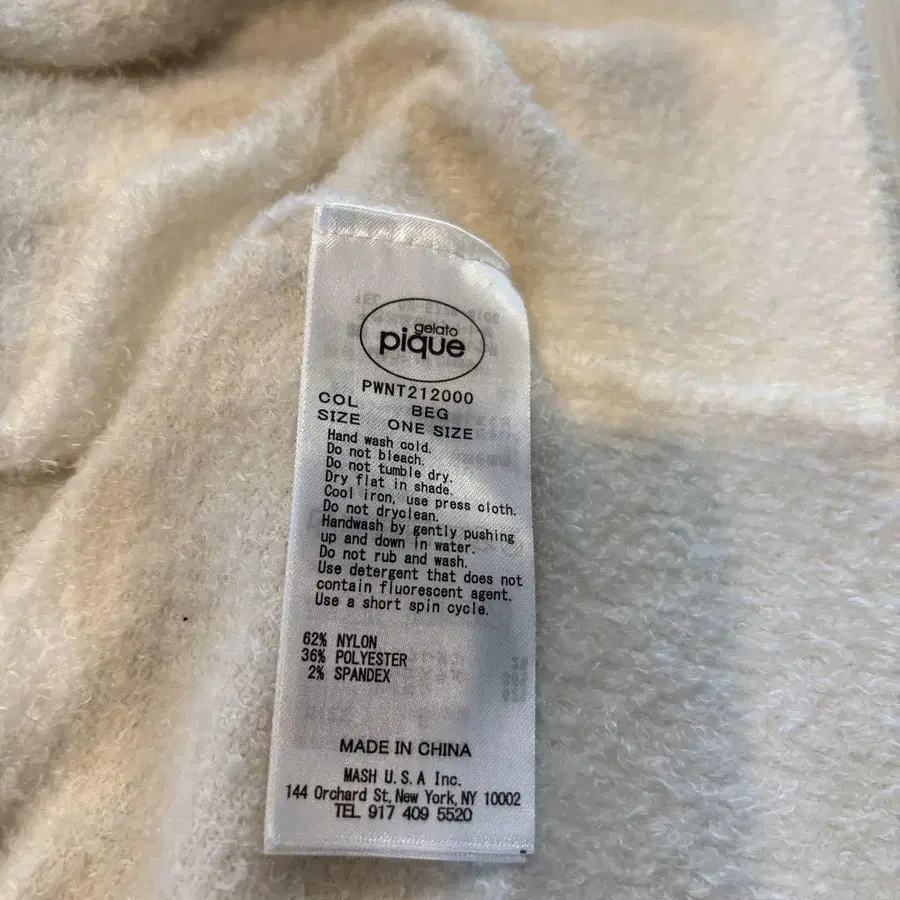 gelato
pique
PWNT212000
COL BEG
SIZE ONE SIZE
Hand wash cold.
Do not bleach.
Do not tumble dry.
Dry flat in shade.
Cool iron, use press cloth.
Do not dryclean.
Handwash by gently pushing
up and down in water.
Do not rub and wash.
Use detergent that does not
contain fluorescent agent.
Use a short spin cycle.
62% NYLON
36% POLYESTER
2% SPANDEX
MADE IN CHINA
MASH U.S.A Inc.
144 Orchard St, New York, NY 10002
TEL 917 409 5520